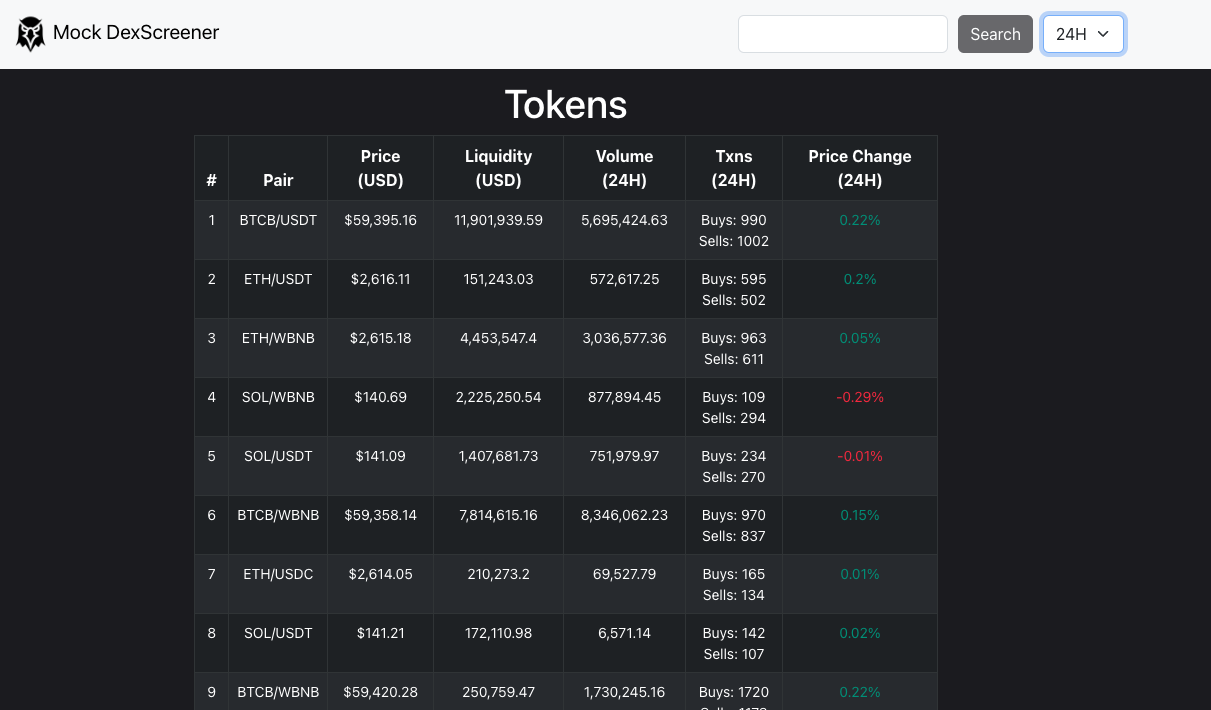 Mock DexScreener
Search
24H
Tokens
# Pair Price (USD) Liquidity (USD) Volume (24H) Txns (24H) Price Change (24H)
1 BTCB/USDT $59,395.16 11,901,939.59 5,695,424.63 Buys: 990 0.22%
Sells: 1002
2 ETH/USDT $2,616.11 151,243.03 572,617.25 Buys: 595 0.2%
Sells: 502
3 ETH/WBNB $2,615.18 4,453,547.4 3,036,577.36 Buys: 963 0.05%
Sells: 611
4 SOL/WBNB $140.69 2,225,250.54 877,894.45 Buys: 109 -0.29%
Sells: 294
5 SOL/USDT $141.09 1,407,681.73 751,979.97 Buys: 234 -0.01%
Sells: 270
6 BTCB/WBNB $59,358.14 7,814,615.16 8,346,062.23 Buys: 970 0.15%
Sells: 837
7 ETH/USDC $2,614.05 210,273.2 69,527.79 Buys: 165 0.01%
Sells: 134
8 SOL/USDT $141.21 172,110.98 6,571.14 Buys: 142 0.02%
Sells: 107
9 BTCB/WBNB $59,420.28 250,759.47 1,730,245.16 Buys: 1720 0.22%